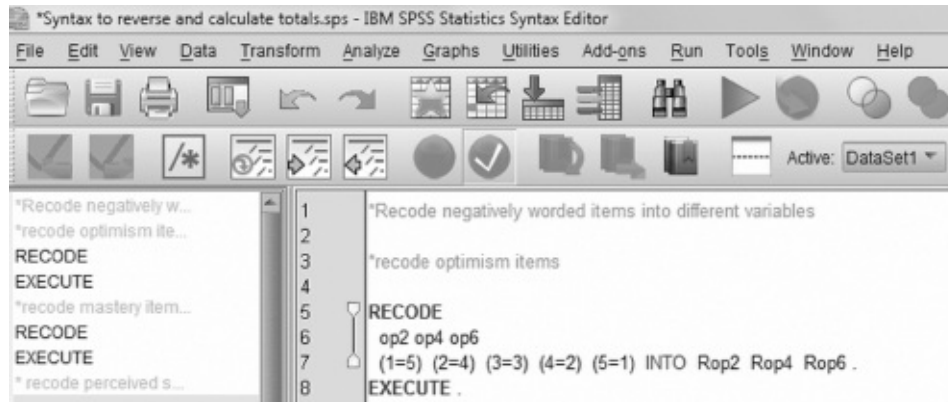 *Syntax to reverse and calculate totals.sps - IBM SPSS Statistics Syntax Editor
File Edit View Data Transform Analyze Graphs Utilities Add-ons Run Tools Window Help
/*
Active: DataSet1
*Recode negatively w...
*recode optimism ite...
RECODE
EXECUTE
*recode mastery item...
RECODE
EXECUTE
* recode perceived s...
1 *Recode negatively worded items into different variables
2
3 *recode optimism items
4
5 RECODE
6 op2 op4 op6
7 (1=5) (2=4) (3=3) (4=2) (5=1) INTO Rop2 Rop4 Rop6 .
8 EXECUTE .